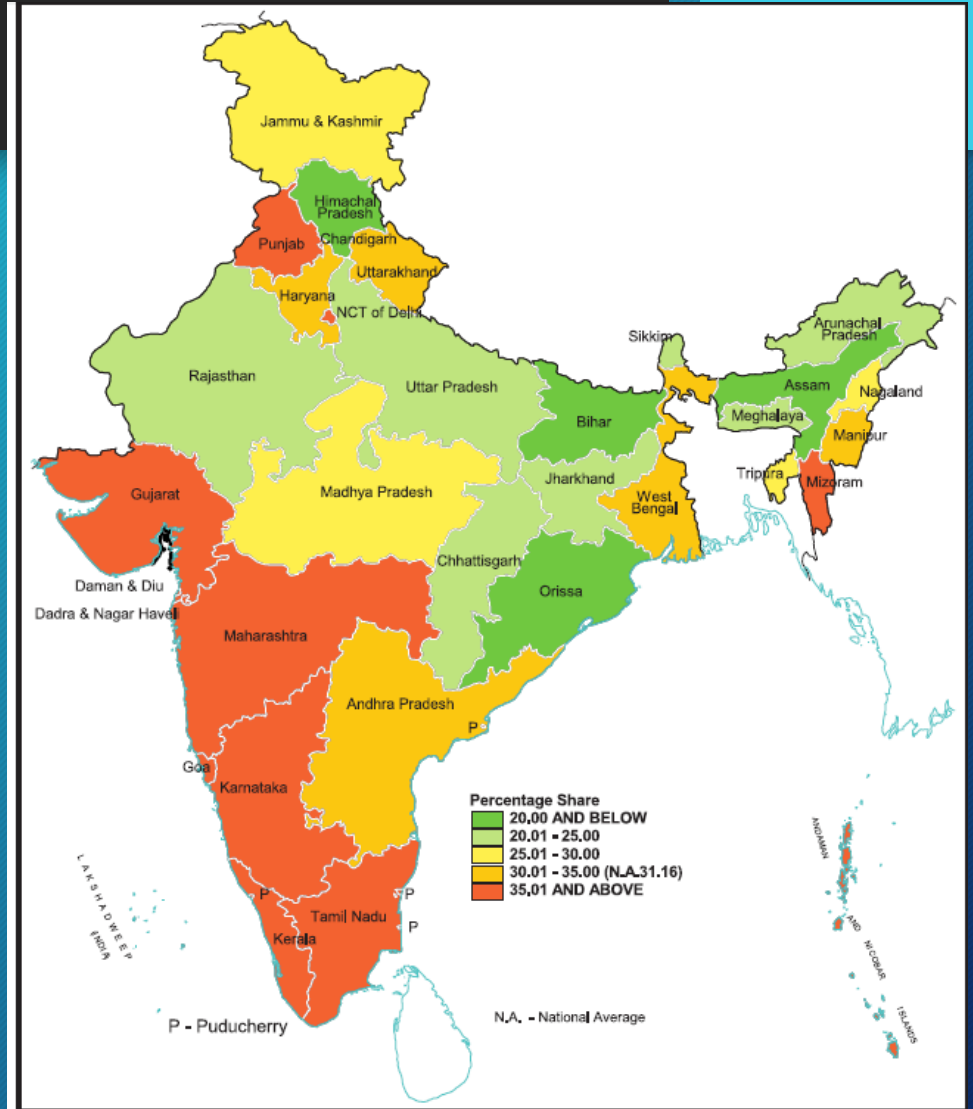 Jammu & Kashmir
Himachal
Pradesh
Punjab
Chandigarh
Uttarakhand
Haryana
NCT of Delhi
Rajasthan
Uttar Pradesh
Sikkim
Arunachal
Pradesh
Assam
Nagaland
Meghalaya
Manipur
Bihar
Tripura
Mizoram
Jharkhand
West
Bengal
Gujarat
Madhya Pradesh
Chhattisgarh
Orissa
Daman & Diu
Dadra & Nagar Haveli
Maharashtra
Andhra Pradesh
P
Goa
Karnataka
Percentage Share
20.00 AND BELOW
20.01 - 25.00
25.01 - 30.00
30.01 - 35.00 (N.A.31.16)
35.01 AND ABOVE
LAKSHADWEEP
(INDIA)
P
P
Tamil Nadu
P
Kerala
ANDAMAN
AND
NICOBAR
ISLANDS
P - Puducherry
N.A. - National Average